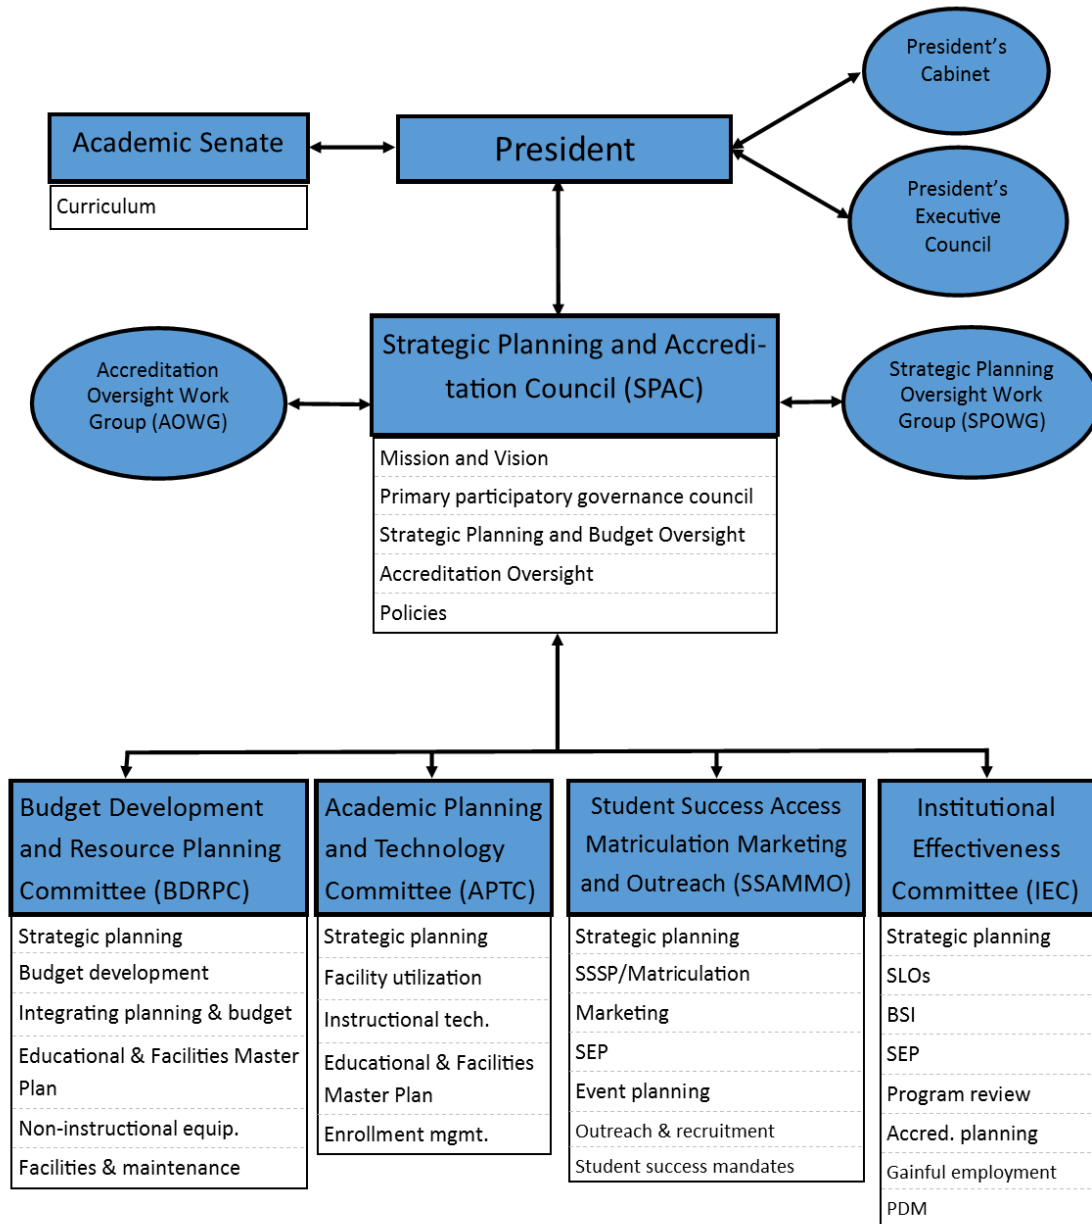 President's
Cabinet
Academic Senate
President
Curriculum
President's
Executive
Council
Strategic Planning and Accredi-
tation Council (SPAC)
Accreditation
Oversight Work
Group (AOWG)
Strategic Planning
Oversight Work
Group (SPOWG)
Mission and Vision
Primary participatory governance council
Strategic Planning and Budget Oversight
Accreditation Oversight
Policies
Budget Development
and Resource Planning
Committee (BDRPC)
Strategic planning
Budget development
Integrating planning & budget
Educational & Facilities Master
Plan
Non-instructional equip.
Facilities & maintenance
Academic Planning
and Technology
Committee (APTC)
Strategic planning
Facility utilization
Instructional tech.
Educational & Facilities
Master Plan
Enrollment mgmt.
Student Success Access
Matriculation Marketing
and Outreach (SSAMMO)
Strategic planning
SSSP/Matriculation
Marketing
SEP
Event planning
Outreach & recruitment
Student success mandates
Institutional
Effectiveness
Committee (IEC)
Strategic planning
SLOs
BSI
SEP
Program review
Accred. planning
Gainful employment
PDM